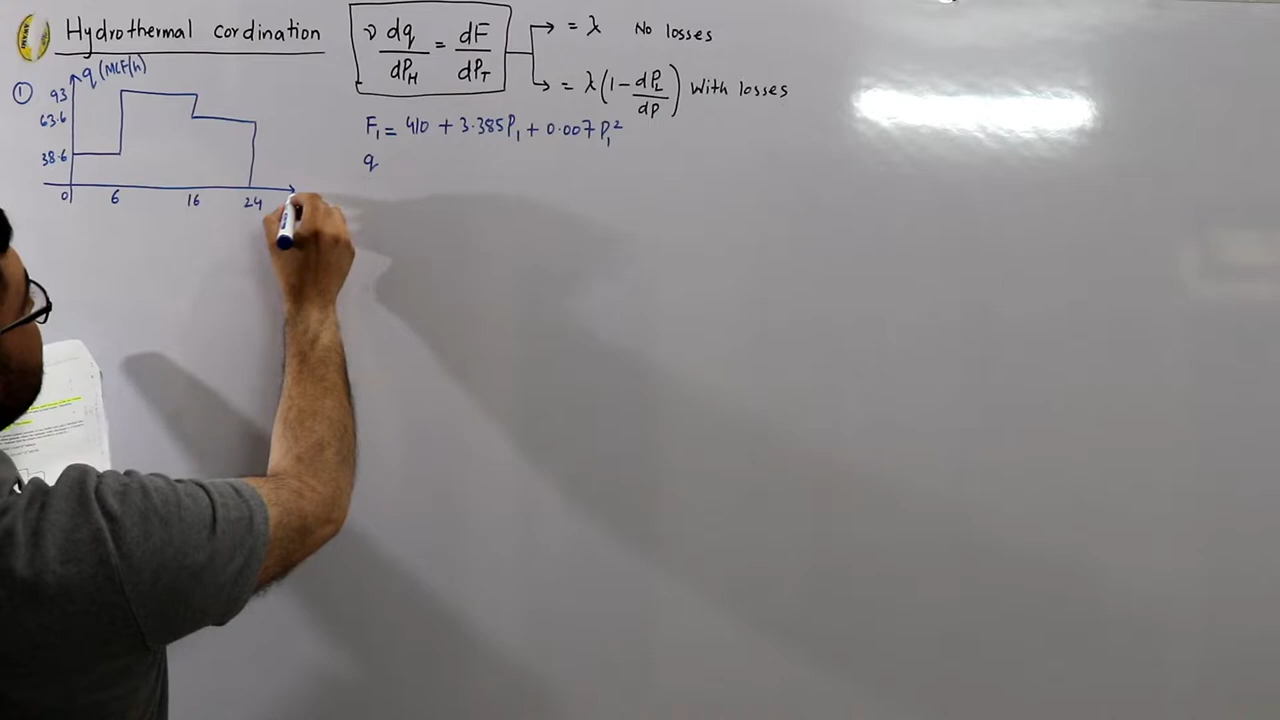 Hydrothermal cordination
γ dq/dP_H = dF/dP_T
→ = λ No losses
→ = λ(1 - dP_L/dP) With losses
①
q (MCF/h)
93
63.6
38.6
0 6 16 24
F₁ = 410 + 3.385P₁ + 0.007P₁²
q